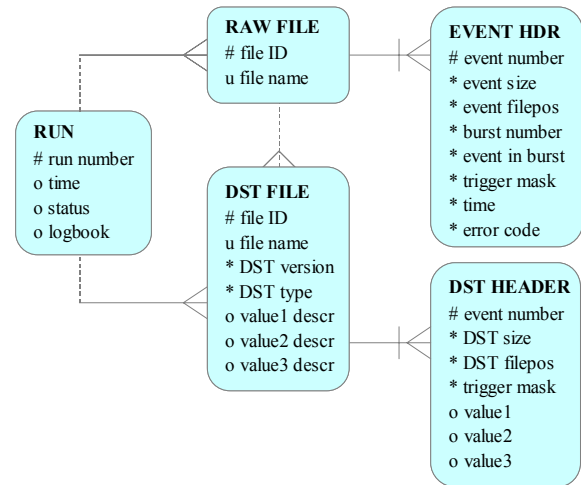 RAW FILE
# file ID
u file name
EVENT HDR
# event number
* event size
* event filepos
* burst number
* event in burst
* trigger mask
* time
* error code
RUN
# run number
o time
o status
o logbook
DST FILE
# file ID
u file name
* DST version
* DST type
o value1 descr
o value2 descr
o value3 descr
DST HEADER
# event number
* DST size
* DST filepos
* trigger mask
o value1
o value2
o value3